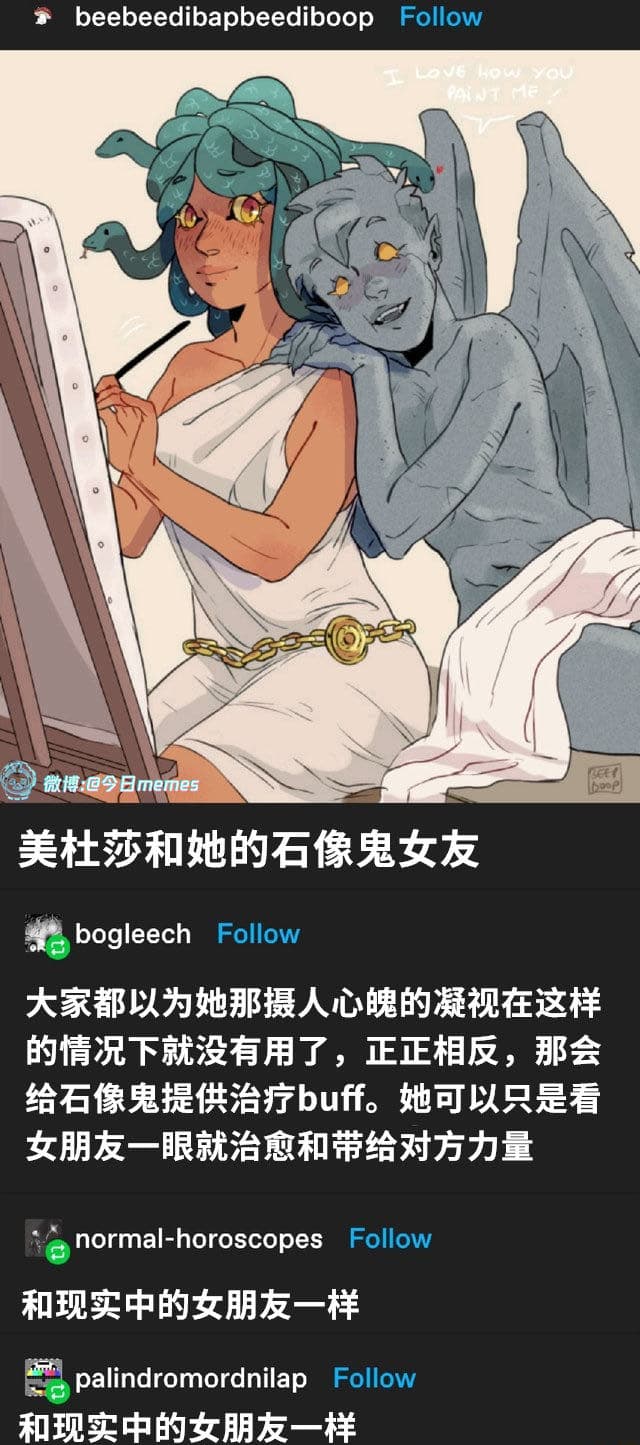 beebeedibapbeediboop Follow
I LOVE HOW YOU
PAINT ME!
微博:@今日memes
BEEP
BOOP
美杜莎和她的石像鬼女友
bogleech Follow
大家都以为她那摄人心魄的凝视在这样
的情况下就没有用了，正正相反，那会
给石像鬼提供治疗buff。她可以只是看
女朋友一眼就治愈和带给对方力量
normal-horoscopes Follow
和现实中的女朋友一样
palindromordnilap Follow
和现实中的女朋友一样